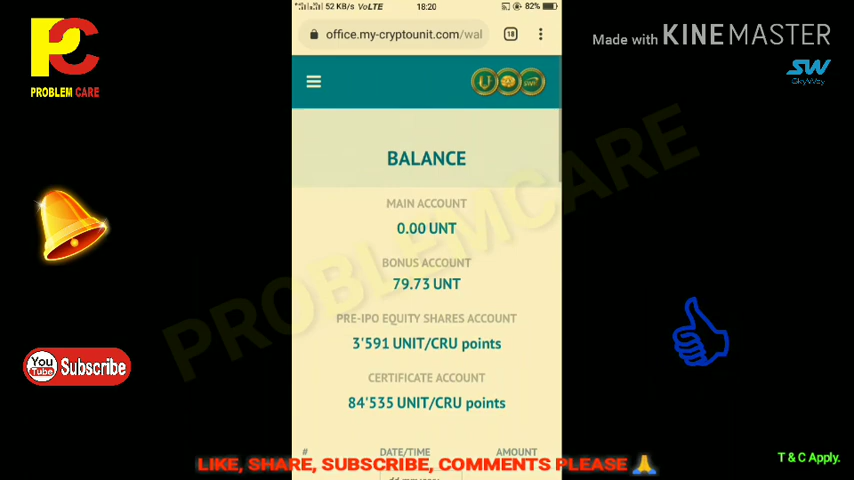 52 KB/s VoLTE 18:20 82%
office.my-cryptounit.com/wal
18
Made with KINEMASTER
PC
PROBLEM CARE
SW
SkyWay
BALANCE
MAIN ACCOUNT
0.00 UNT
BONUS ACCOUNT
79.73 UNT
PRE-IPO EQUITY SHARES ACCOUNT
3'591 UNIT/CRU points
CERTIFICATE ACCOUNT
84'535 UNIT/CRU points
# DATE/TIME AMOUNT
PROBLEMCARE
You Tube Subscribe
LIKE, SHARE, SUBSCRIBE, COMMENTS PLEASE 🙏
T & C Apply.